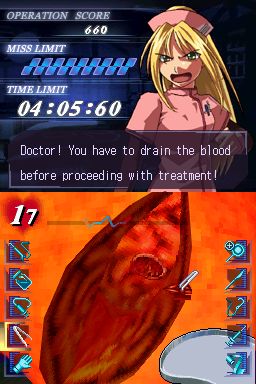 OPERATION SCORE
660
MISS LIMIT
TIME LIMIT
04:05:60
Doctor! You have to drain the blood
before proceeding with treatment!
17